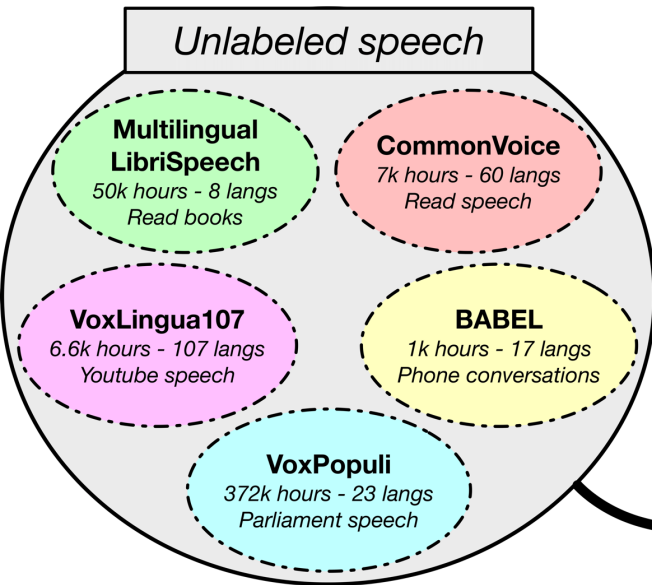 Unlabeled speech
Multilingual
LibriSpeech
50k hours - 8 langs
Read books
CommonVoice
7k hours - 60 langs
Read speech
VoxLingua107
6.6k hours - 107 langs
Youtube speech
BABEL
1k hours - 17 langs
Phone conversations
VoxPopuli
372k hours - 23 langs
Parliament speech